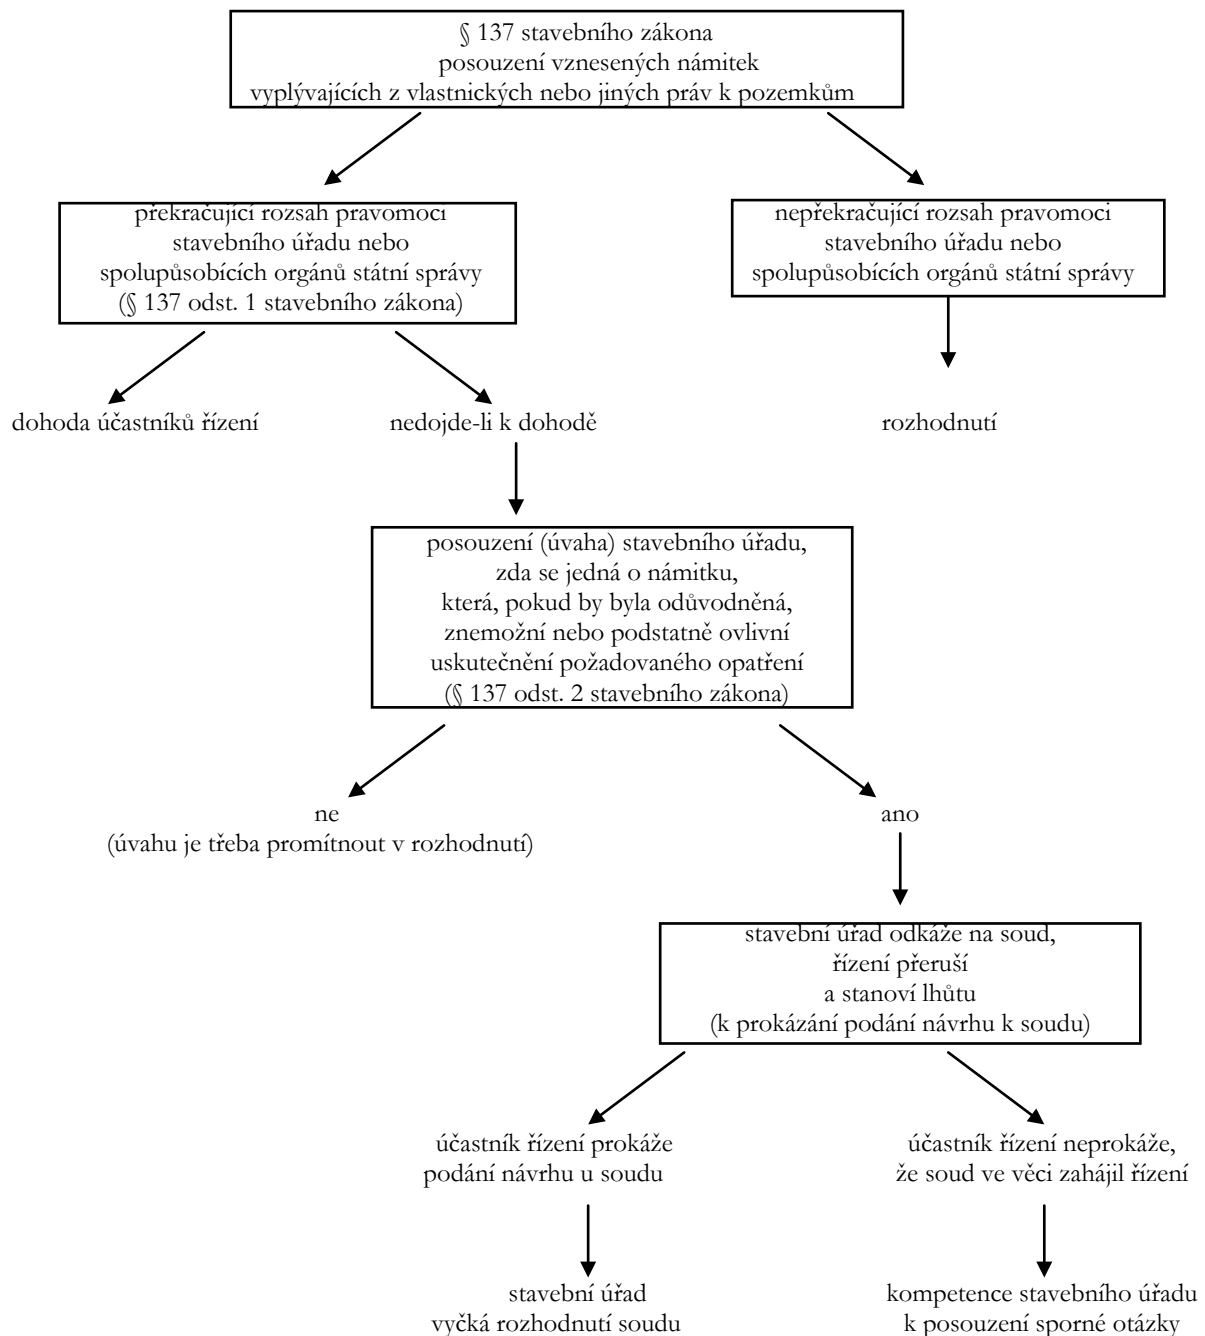 § 137 stavebního zákona
posouzení vznesených námitek
vyplývajících z vlastnických nebo jiných práv k pozemkům
překračující rozsah pravomoci
stavebního úřadu nebo
spolupůsobících orgánů státní správy
(§ 137 odst. 1 stavebního zákona)
nepřekračující rozsah pravomoci
stavebního úřadu nebo
spolupůsobících orgánů státní správy
dohoda účastníků řízení
nedojde-li k dohodě
rozhodnutí
posouzení (úvaha) stavebního úřadu,
zda se jedná o námitku,
která, pokud by byla odůvodněná,
znemožní nebo podstatně ovlivní
uskutečnění požadovaného opatření
(§ 137 odst. 2 stavebního zákona)
ne
(úvahu je třeba promítnout v rozhodnutí)
ano
stavební úřad odkáže na soud,
řízení přeruší
a stanoví lhůtu
(k prokázání podání návrhu k soudu)
účastník řízení prokáže
podání návrhu u soudu
účastník řízení neprokáže,
že soud ve věci zahájil řízení
stavební úřad
vyčká rozhodnutí soudu
kompetence stavebního úřadu
k posouzení sporné otázky